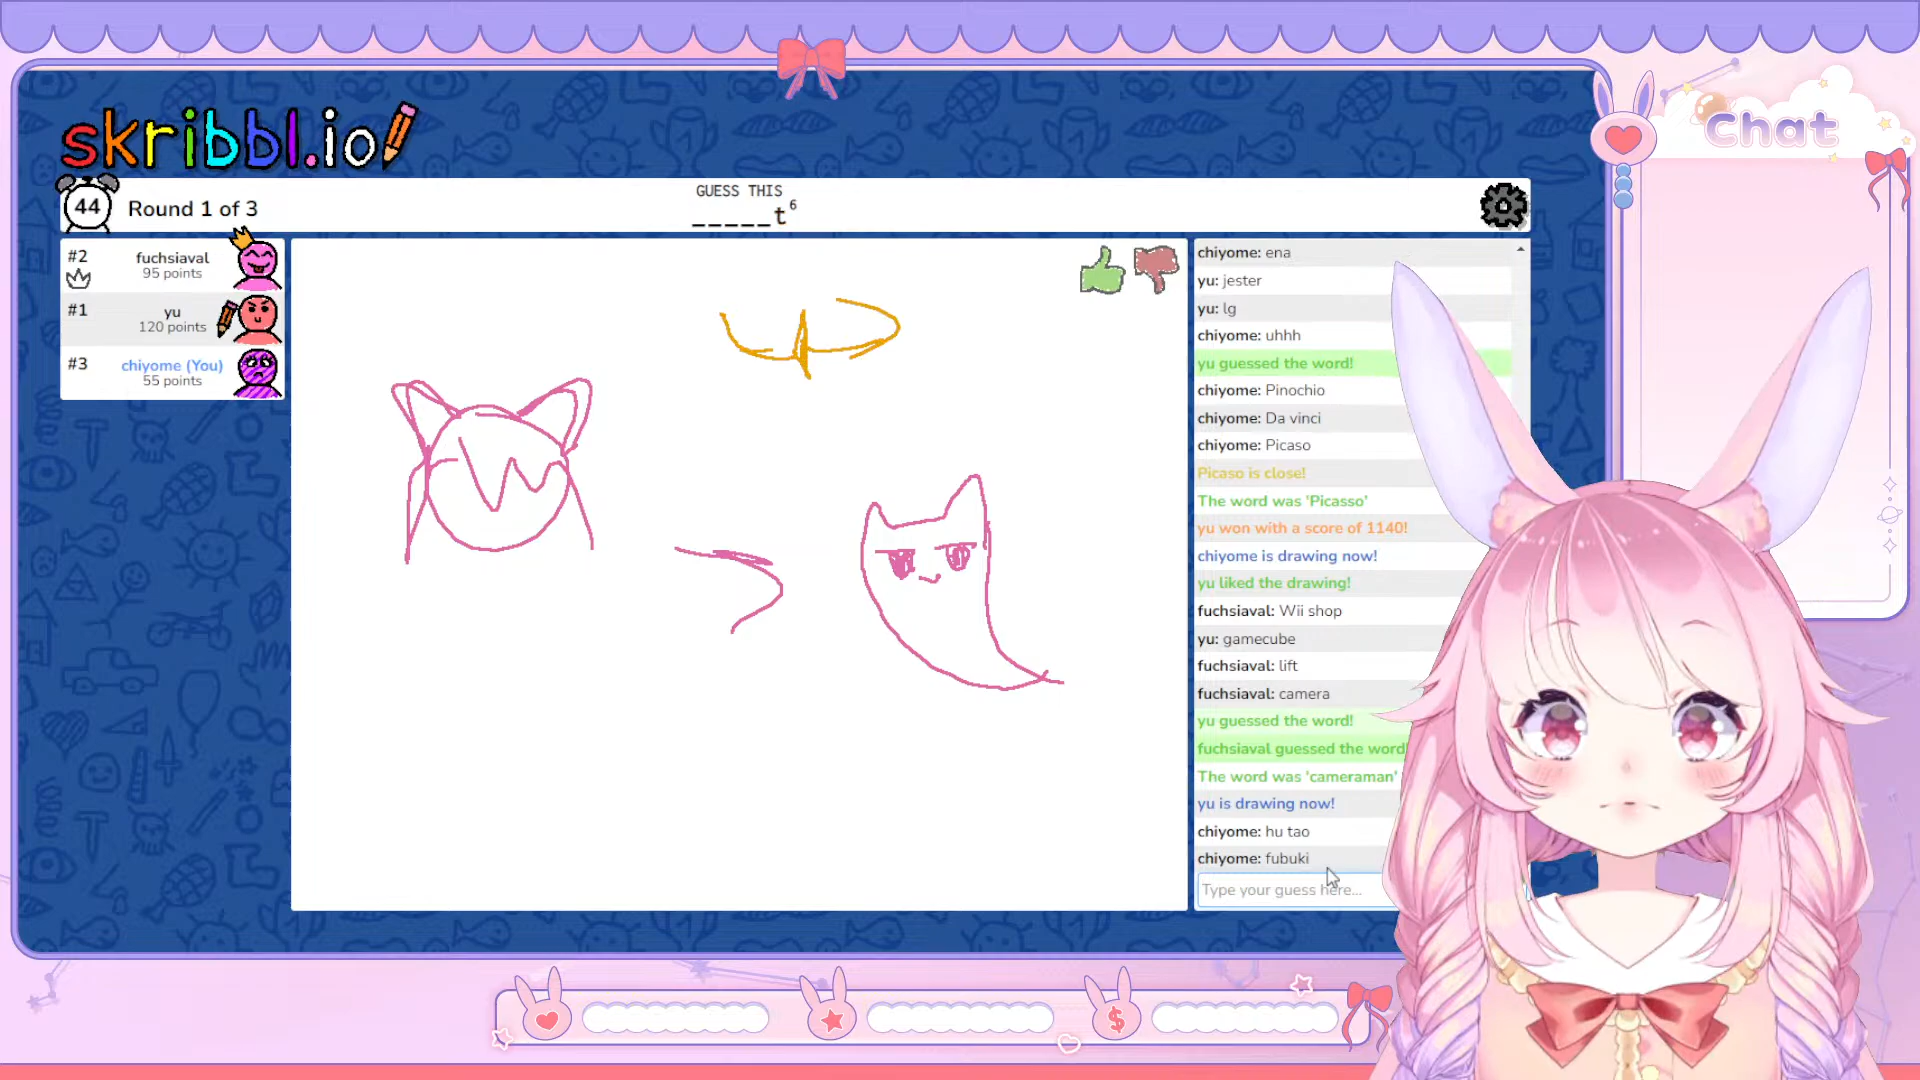 Chat
skribbl.io
44
Round 1 of 3
GUESS THIS
_____t 6
#2
fuchsiaval
95 points
#1
yu
120 points
#3
chiyome (You)
55 points
chiyome: ena
yu: jester
yu: lg
chiyome: uhhh
yu guessed the word!
chiyome: Pinochio
chiyome: Da vinci
chiyome: Picaso
Picaso is close!
The word was 'Picasso'
yu won with a score of 1140!
chiyome is drawing now!
yu liked the drawing!
fuchsiaval: Wii shop
yu: gamecube
fuchsiaval: lift
fuchsiaval: camera
yu guessed the word!
fuchsiaval guessed the word
The word was 'cameraman'
yu is drawing now!
chiyome: hu tao
chiyome: fubuki
Type your guess here...
$